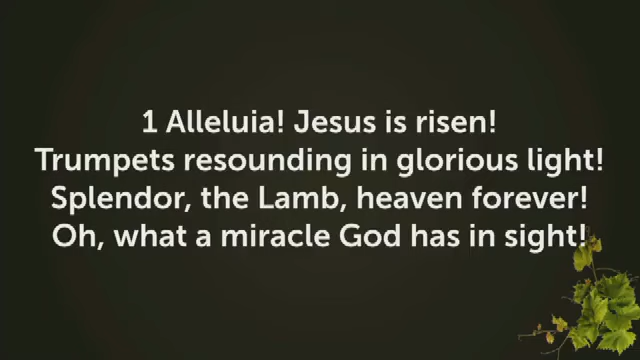 1 Alleluia! Jesus is risen!
Trumpets resounding in glorious light!
Splendor, the Lamb, heaven forever!
Oh, what a miracle God has in sight!